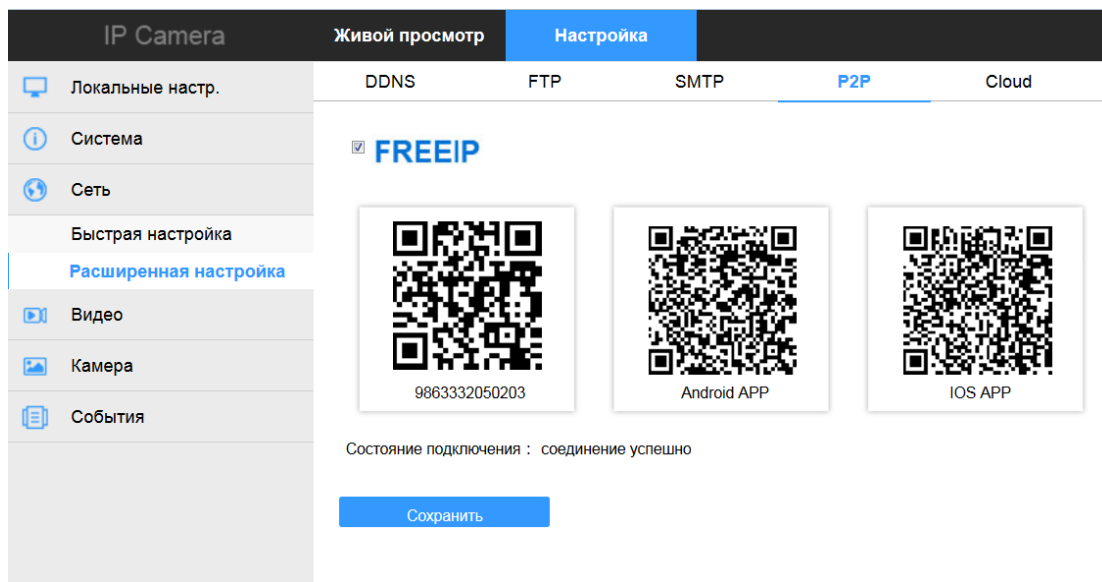 IP Camera
Живой просмотр
Настройка
Локальные настр.
DDNS
FTP
SMTP
P2P
Cloud
Система
FREEIP
Сеть
Быстрая настройка
Расширенная настройка
Видео
Камера
События
9863332050203
Android APP
IOS APP
Состояние подключения : соединение успешно
Сохранить